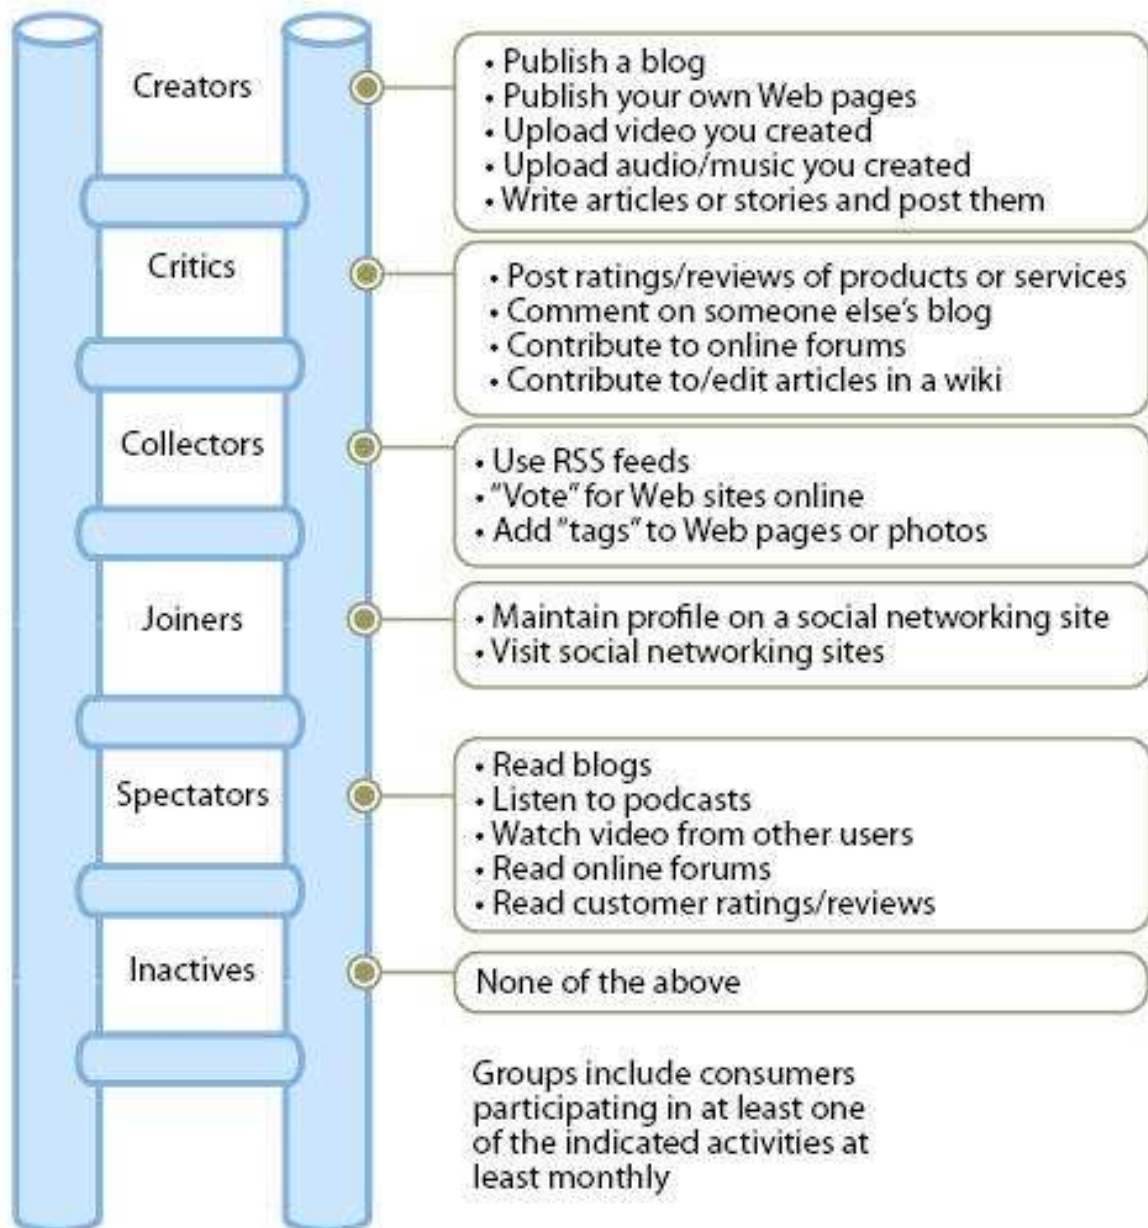 Creators
• Publish a blog
• Publish your own Web pages
• Upload video you created
• Upload audio/music you created
• Write articles or stories and post them
Critics
• Post ratings/reviews of products or services
• Comment on someone else’s blog
• Contribute to online forums
• Contribute to/edit articles in a wiki
Collectors
• Use RSS feeds
• “Vote” for Web sites online
• Add “tags” to Web pages or photos
Joiners
• Maintain profile on a social networking site
• Visit social networking sites
Spectators
• Read blogs
• Listen to podcasts
• Watch video from other users
• Read online forums
• Read customer ratings/reviews
Inactives
None of the above
Groups include consumers
participating in at least one
of the indicated activities at
least monthly